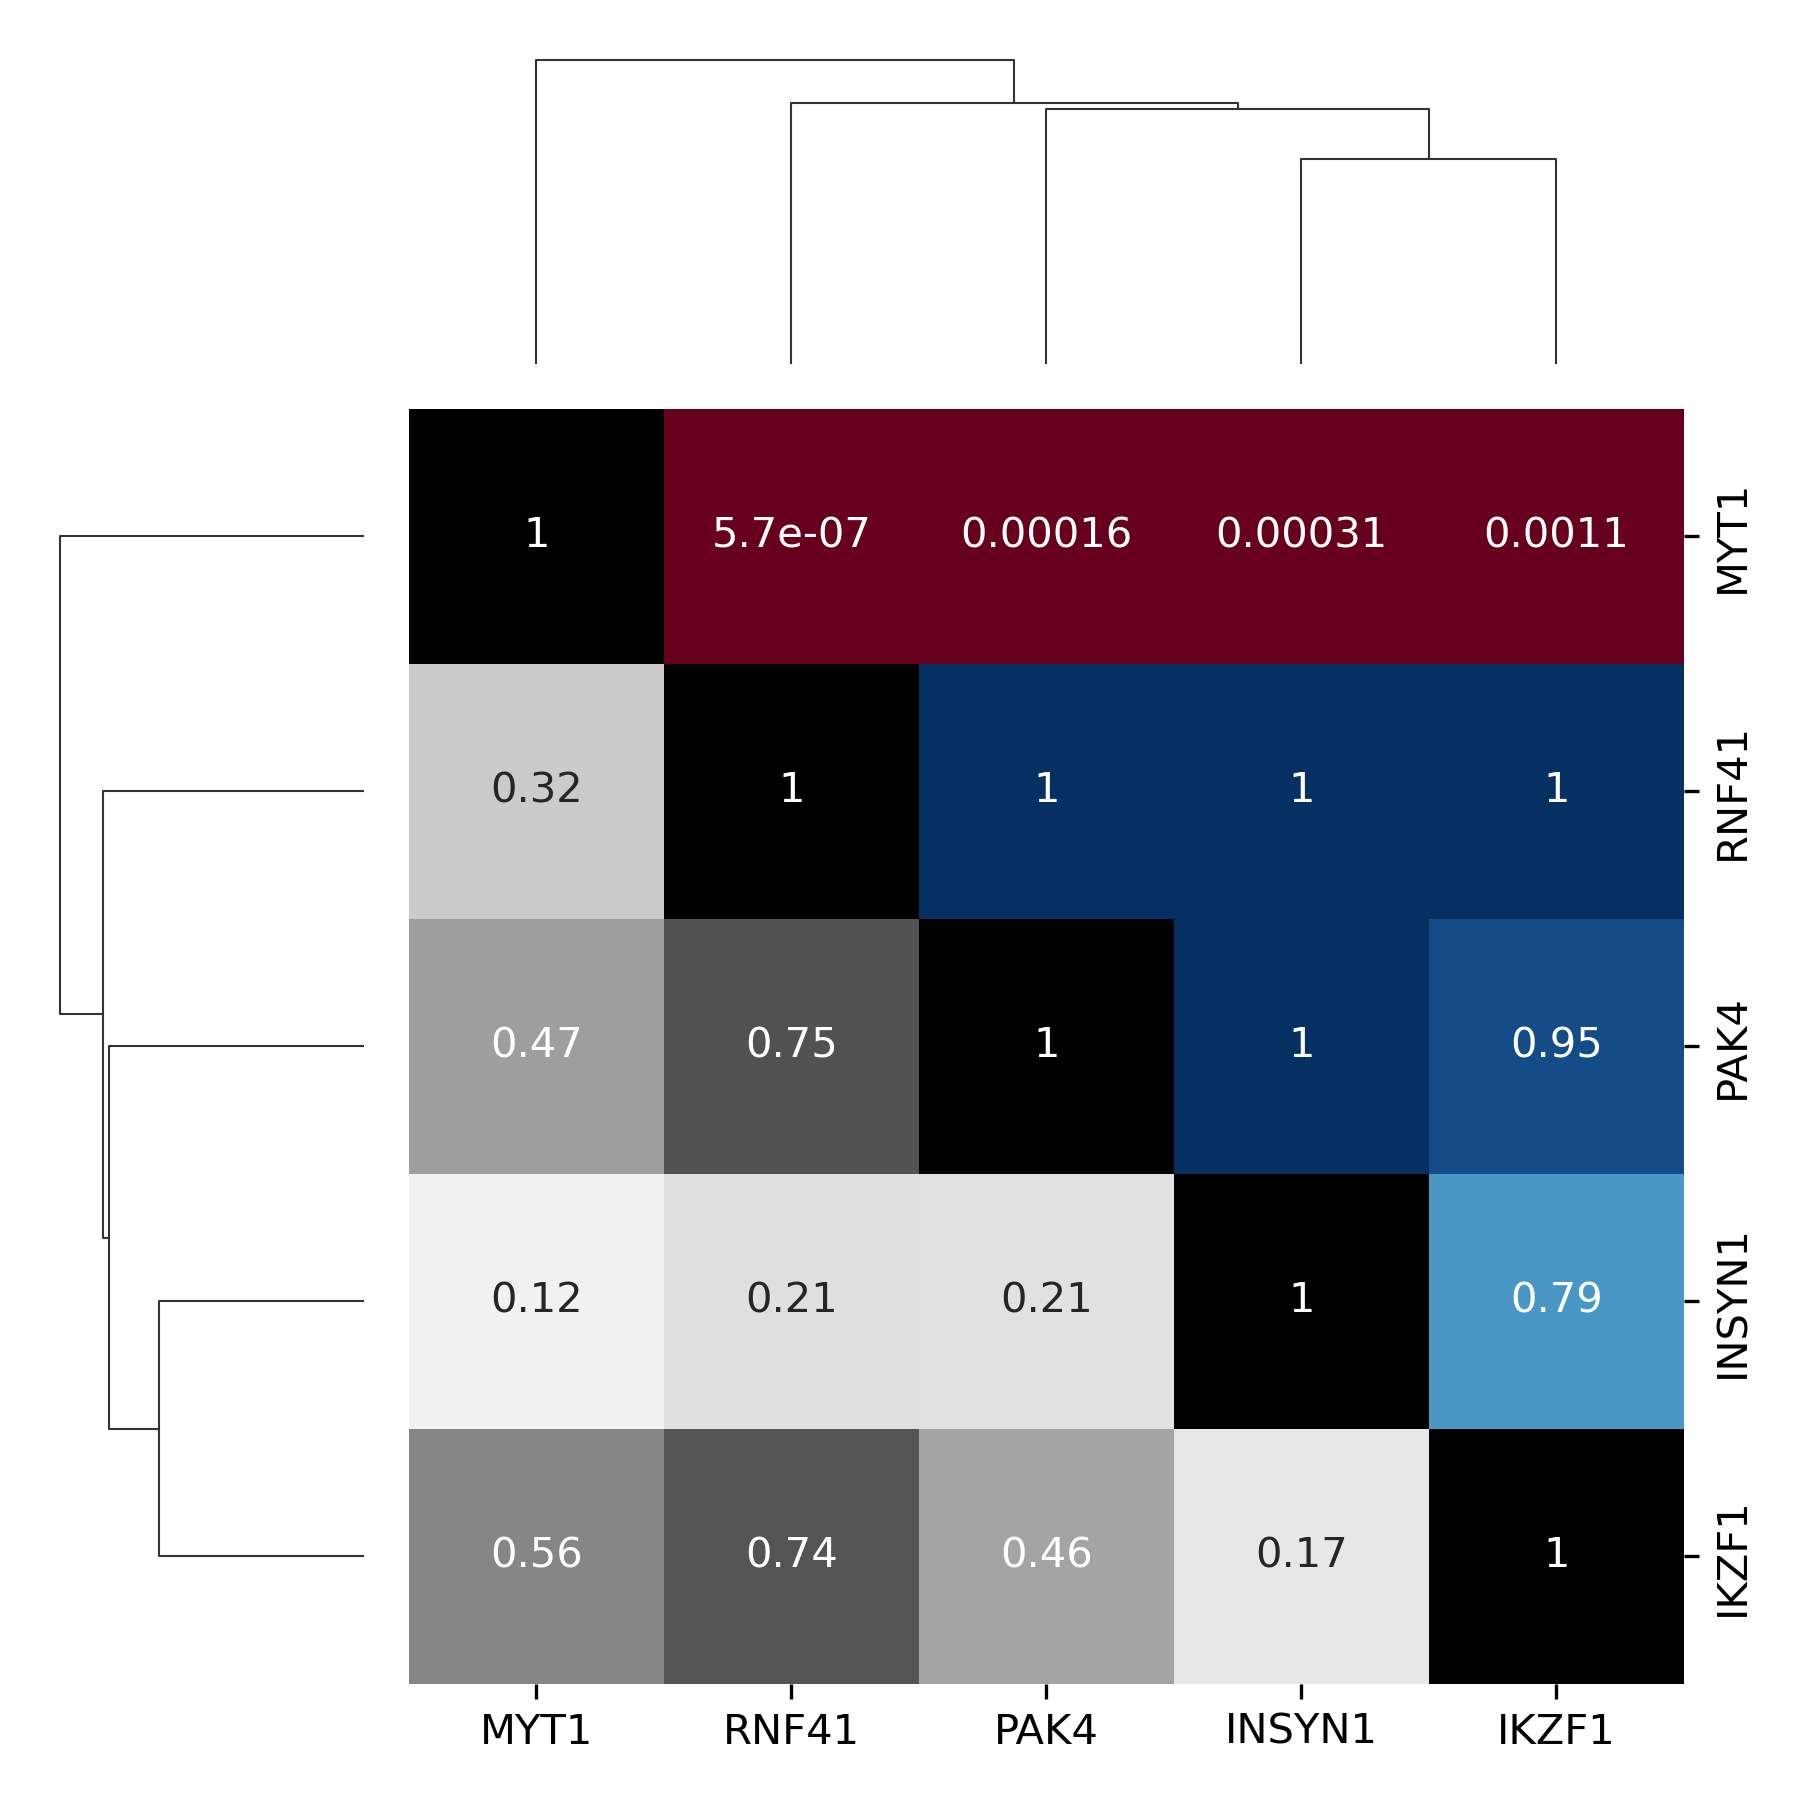 1 5.7e-07 0.00016 0.00031 0.0011 MYT1
0.32 1 1 1 1 RNF41
0.47 0.75 1 1 0.95 PAK4
0.12 0.21 0.21 1 0.79 INSYN1
0.56 0.74 0.46 0.17 1 IKZF1
MYT1 RNF41 PAK4 INSYN1 IKZF1